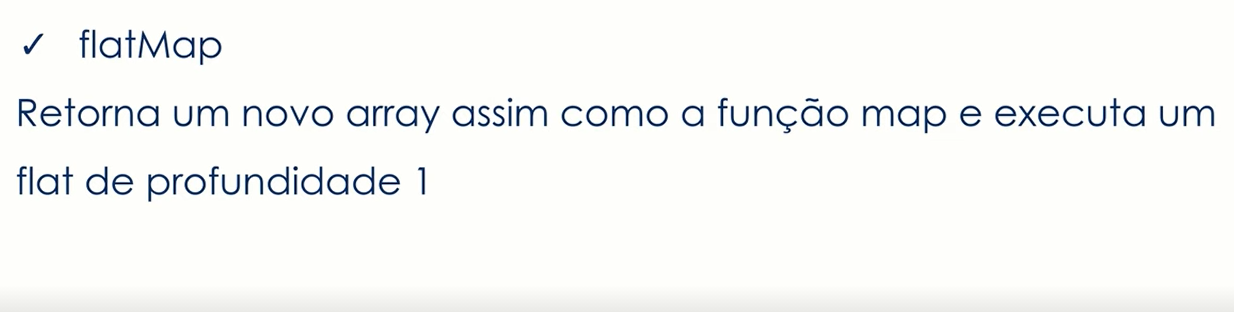 ✓ flatMap
Retorna um novo array assim como a função map e executa um
flat de profundidade 1